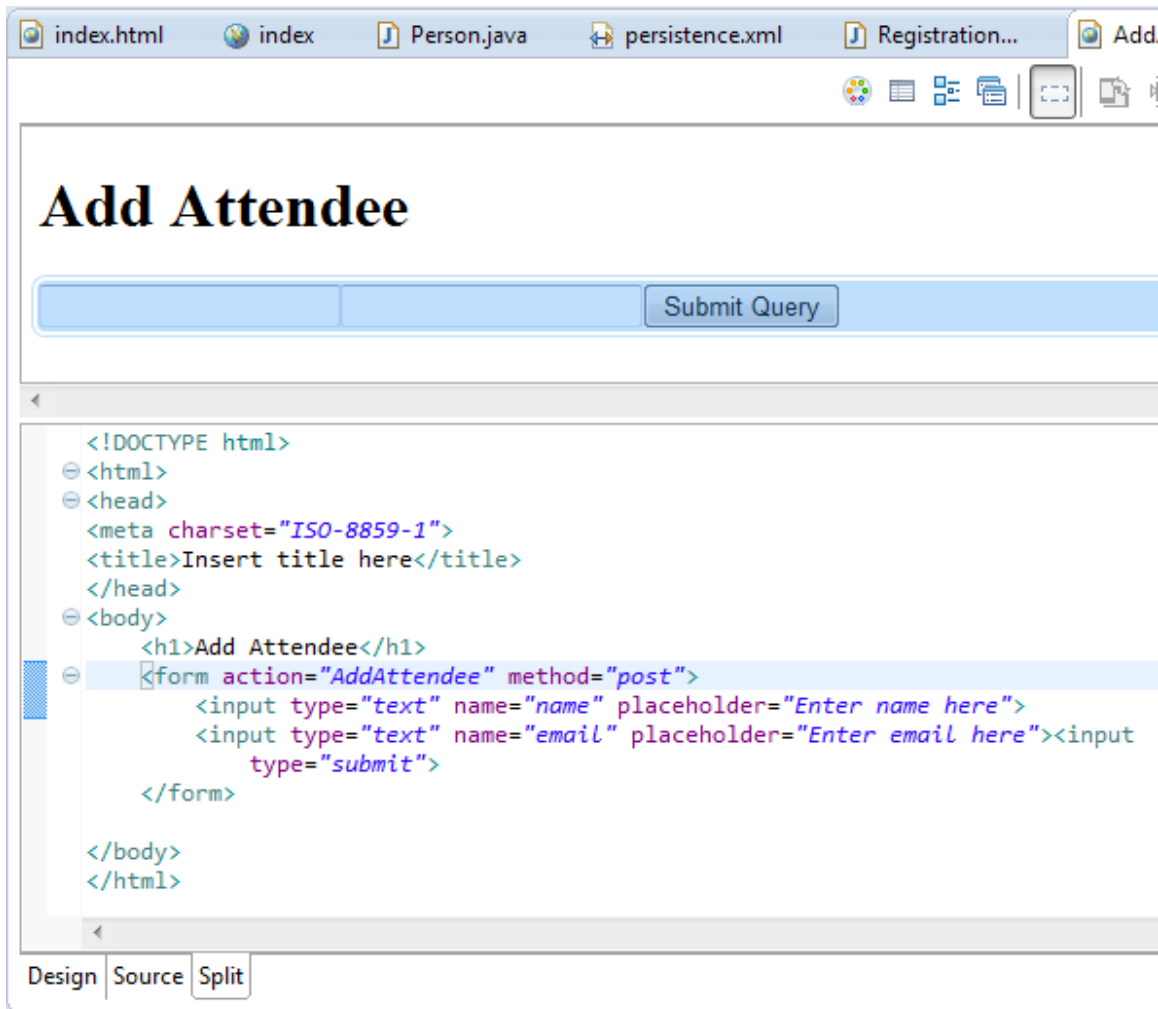 index.html index Person.java persistence.xml Registration... Add
Add Attendee
Submit Query
<!DOCTYPE html>
<html>
<head>
<meta charset="ISO-8859-1">
<title>Insert title here</title>
</head>
<body>
<h1>Add Attendee</h1>
<form action="AddAttendee" method="post">
<input type="text" name="name" placeholder="Enter name here">
<input type="text" name="email" placeholder="Enter email here"><input
type="submit">
</form>
</body>
</html>
Design Source Split